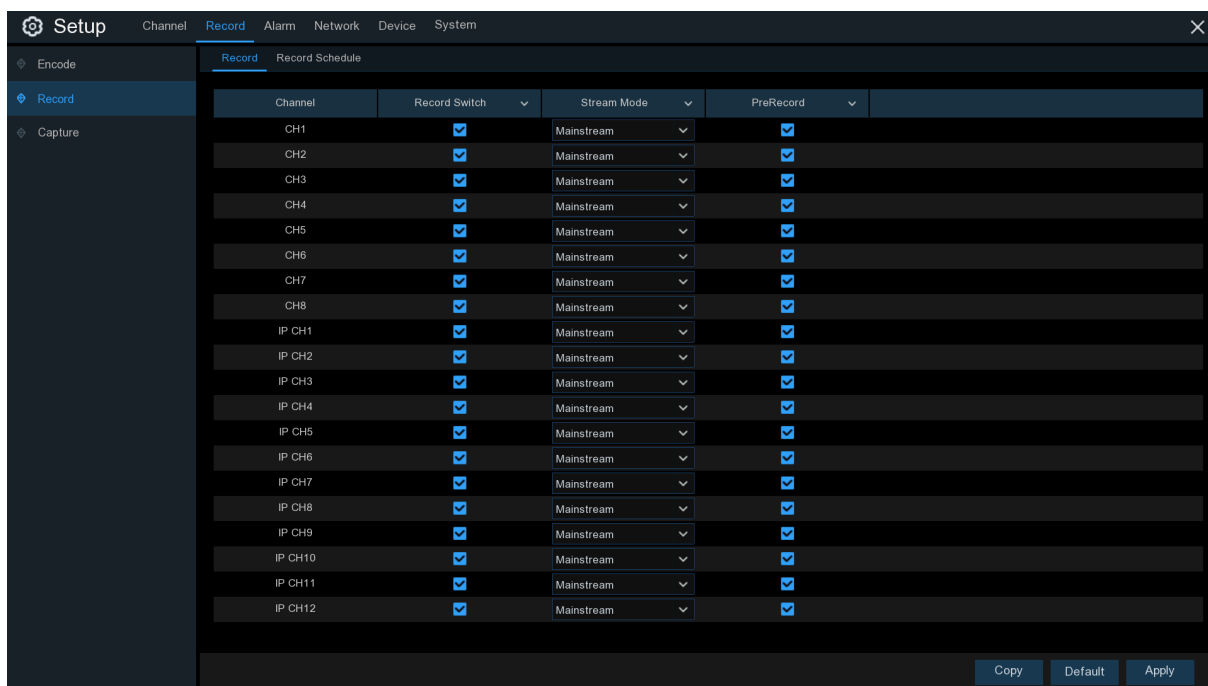 Setup Channel Record Alarm Network Device System
Encode
Record
Capture
Record Record Schedule
Channel Record Switch Stream Mode PreRecord
CH1 Mainstream
CH2 Mainstream
CH3 Mainstream
CH4 Mainstream
CH5 Mainstream
CH6 Mainstream
CH7 Mainstream
CH8 Mainstream
IP CH1 Mainstream
IP CH2 Mainstream
IP CH3 Mainstream
IP CH4 Mainstream
IP CH5 Mainstream
IP CH6 Mainstream
IP CH7 Mainstream
IP CH8 Mainstream
IP CH9 Mainstream
IP CH10 Mainstream
IP CH11 Mainstream
IP CH12 Mainstream
Copy Default Apply